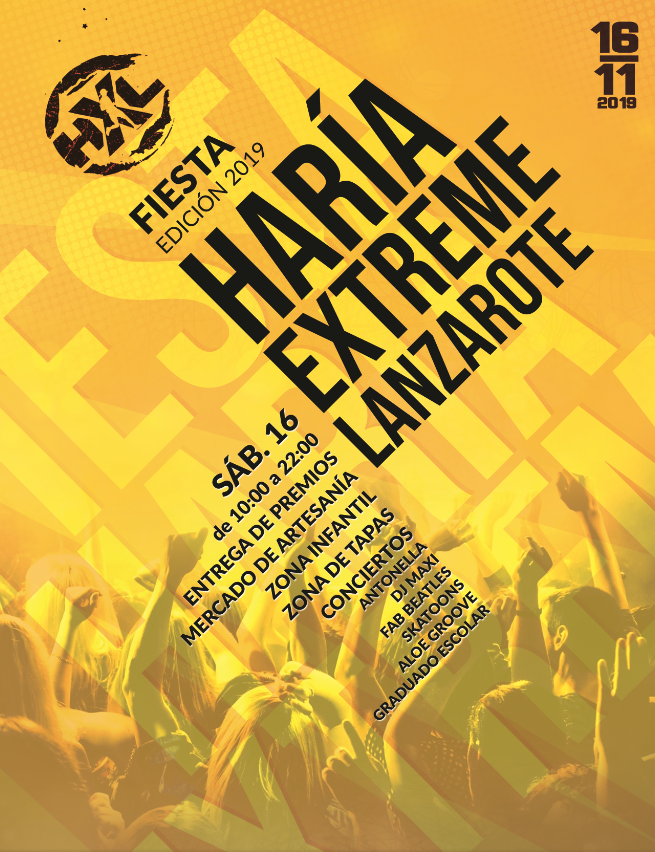 16
11
2019
HXL
FIESTA
EDICIÓN 2019
HARÍA
EXTREME
LANZAROTE
SÁB. 16
de 10:00 a 22:00
ENTREGA DE PREMIOS
MERCADO DE ARTESANÍA
ZONA INFANTIL
ZONA DE TAPAS
CONCIERTOS
ANTONELLA
DJ MAXI
FAB BEATLES
SKATOONS
ALOE GROOVE
GRADUADO ESCOLAR
FIESTA